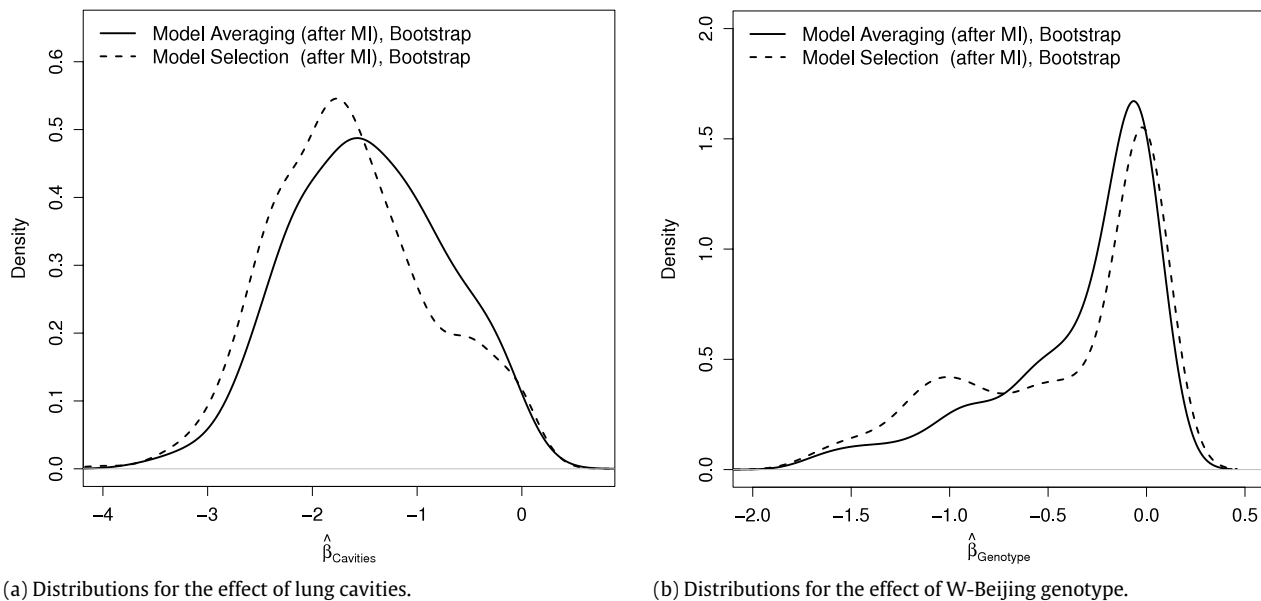 Model Averaging (after MI), Bootstrap
Model Selection (after MI), Bootstrap
0.6
0.5
0.4
0.3
0.2
0.1
0.0
Density
−4
−3
−2
−1
0
β̂Cavities
(a) Distributions for the effect of lung cavities.
Model Averaging (after MI), Bootstrap
Model Selection (after MI), Bootstrap
2.0
1.5
1.0
0.5
0.0
Density
−2.0
−1.5
−1.0
−0.5
0.0
0.5
β̂Genotype
(b) Distributions for the effect of W-Beijing genotype.